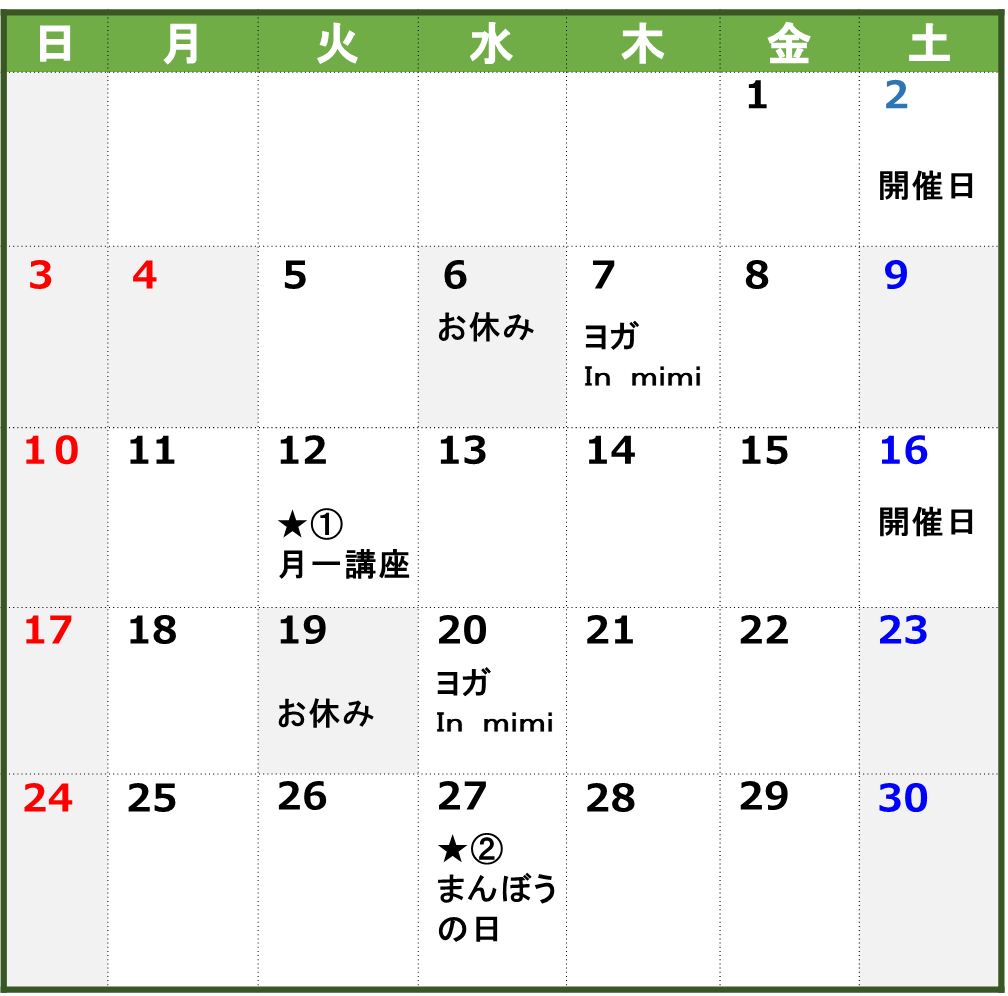 日 月 火 水 木 金 土
1 2
開催日
3 4 5 6 7 8 9
お休み ヨガ
In mimi
10 11 12 13 14 15 16
★① 開催日
月一講座
17 18 19 20 21 22 23
お休み ヨガ
In mimi
24 25 26 27 28 29 30
★②
まんぼう
の日